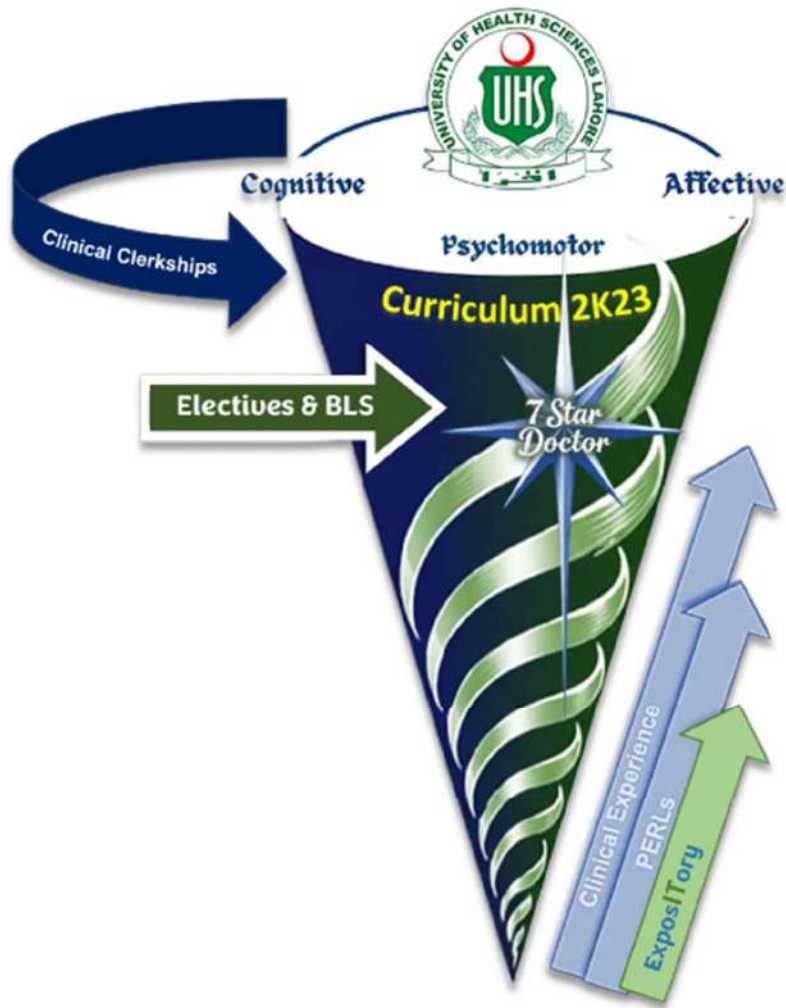 UNIVERSITY OF HEALTH SCIENCES LAHORE
UHS
Cognitive
Affective
Psychomotor
Clinical Clerkships
Curriculum 2K23
Electives & BLS
7 Star
Doctor
Clinical Experience
PERLs
ExposITory